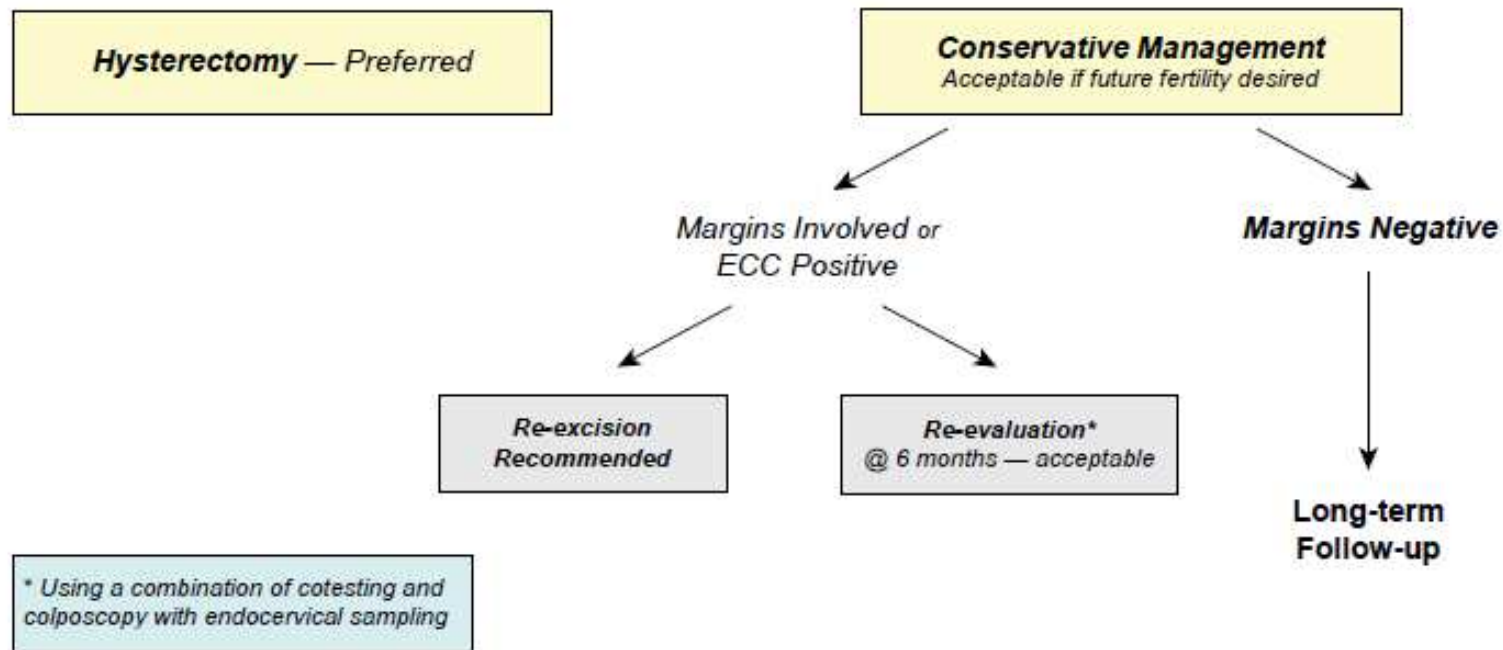 Hysterectomy — Preferred
Conservative Management
Acceptable if future fertility desired
Margins Involved or
ECC Positive
Margins Negative
Re-excision
Recommended
Re-evaluation*
@ 6 months — acceptable
Long-term
Follow-up
* Using a combination of cotesting and
colposcopy with endocervical sampling